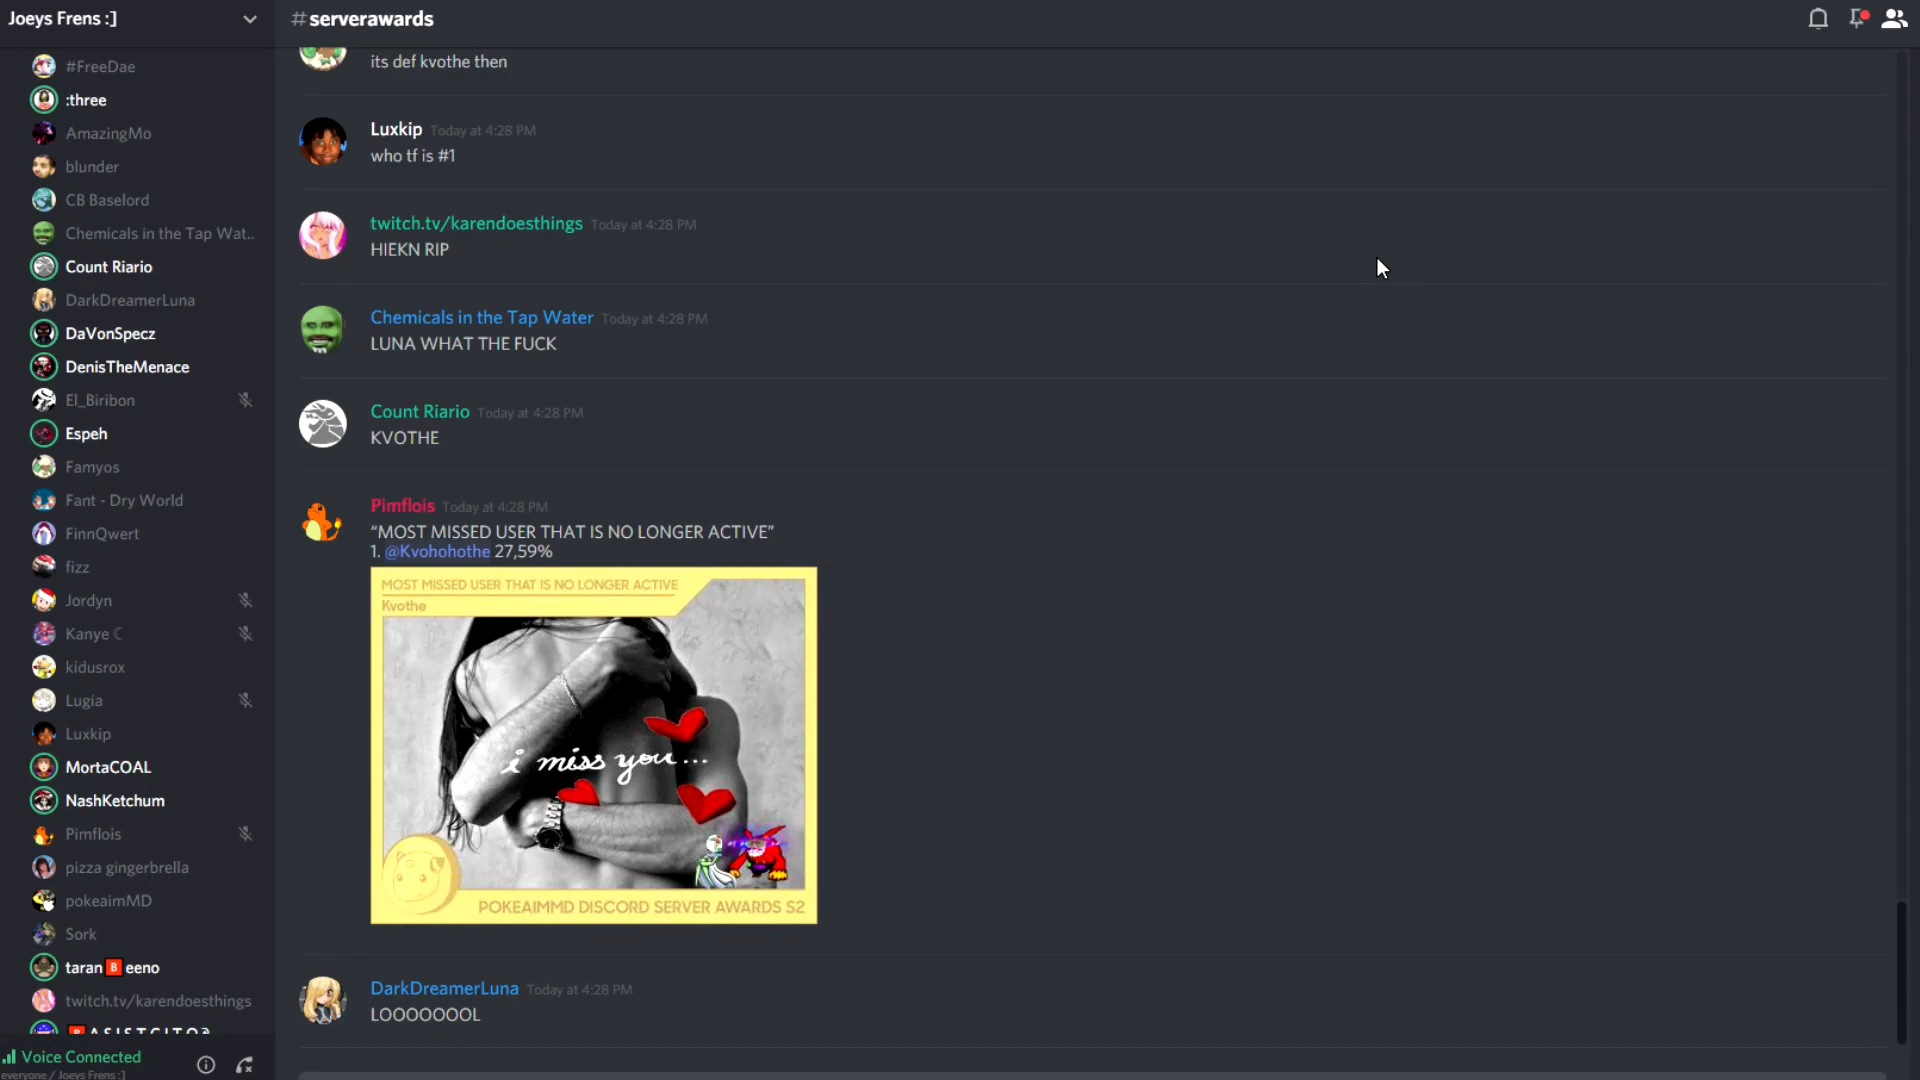 Joeys Frens :]
#FreeDae
:three
AmazingMo
blunder
CB Baselord
Chemicals in the Tap Wat..
Count Riario
DarkDreamerLuna
DaVonSpecz
DenisTheMenace
El_Biribon
Espeh
Famyos
Fant - Dry World
FinnQwert
fizz
Jordyn
Kanye C
kidusrox
Lugia
Luxkip
MortaCOAL
NashKetchum
Pimflois
pizza gingerbrella
pokeaimMD
Sork
taran B eeno
twitch.tv/karendoesthings
Voice Connected
everyone / Joeys Frens :]
# serverawards
its def kvothe then
Luxkip Today at 4:28 PM
who tf is #1
twitch.tv/karendoesthings Today at 4:28 PM
HIEKN RIP
Chemicals in the Tap Water Today at 4:28 PM
LUNA WHAT THE FUCK
Count Riario Today at 4:28 PM
KVOTHE
Pimflois Today at 4:28 PM
“MOST MISSED USER THAT IS NO LONGER ACTIVE”
1. @Kvohohothe 27,59%
MOST MISSED USER THAT IS NO LONGER ACTIVE
Kvothe
i miss you...
POKEAIMMD DISCORD SERVER AWARDS S2
DarkDreamerLuna Today at 4:28 PM
LOOOOOOOL